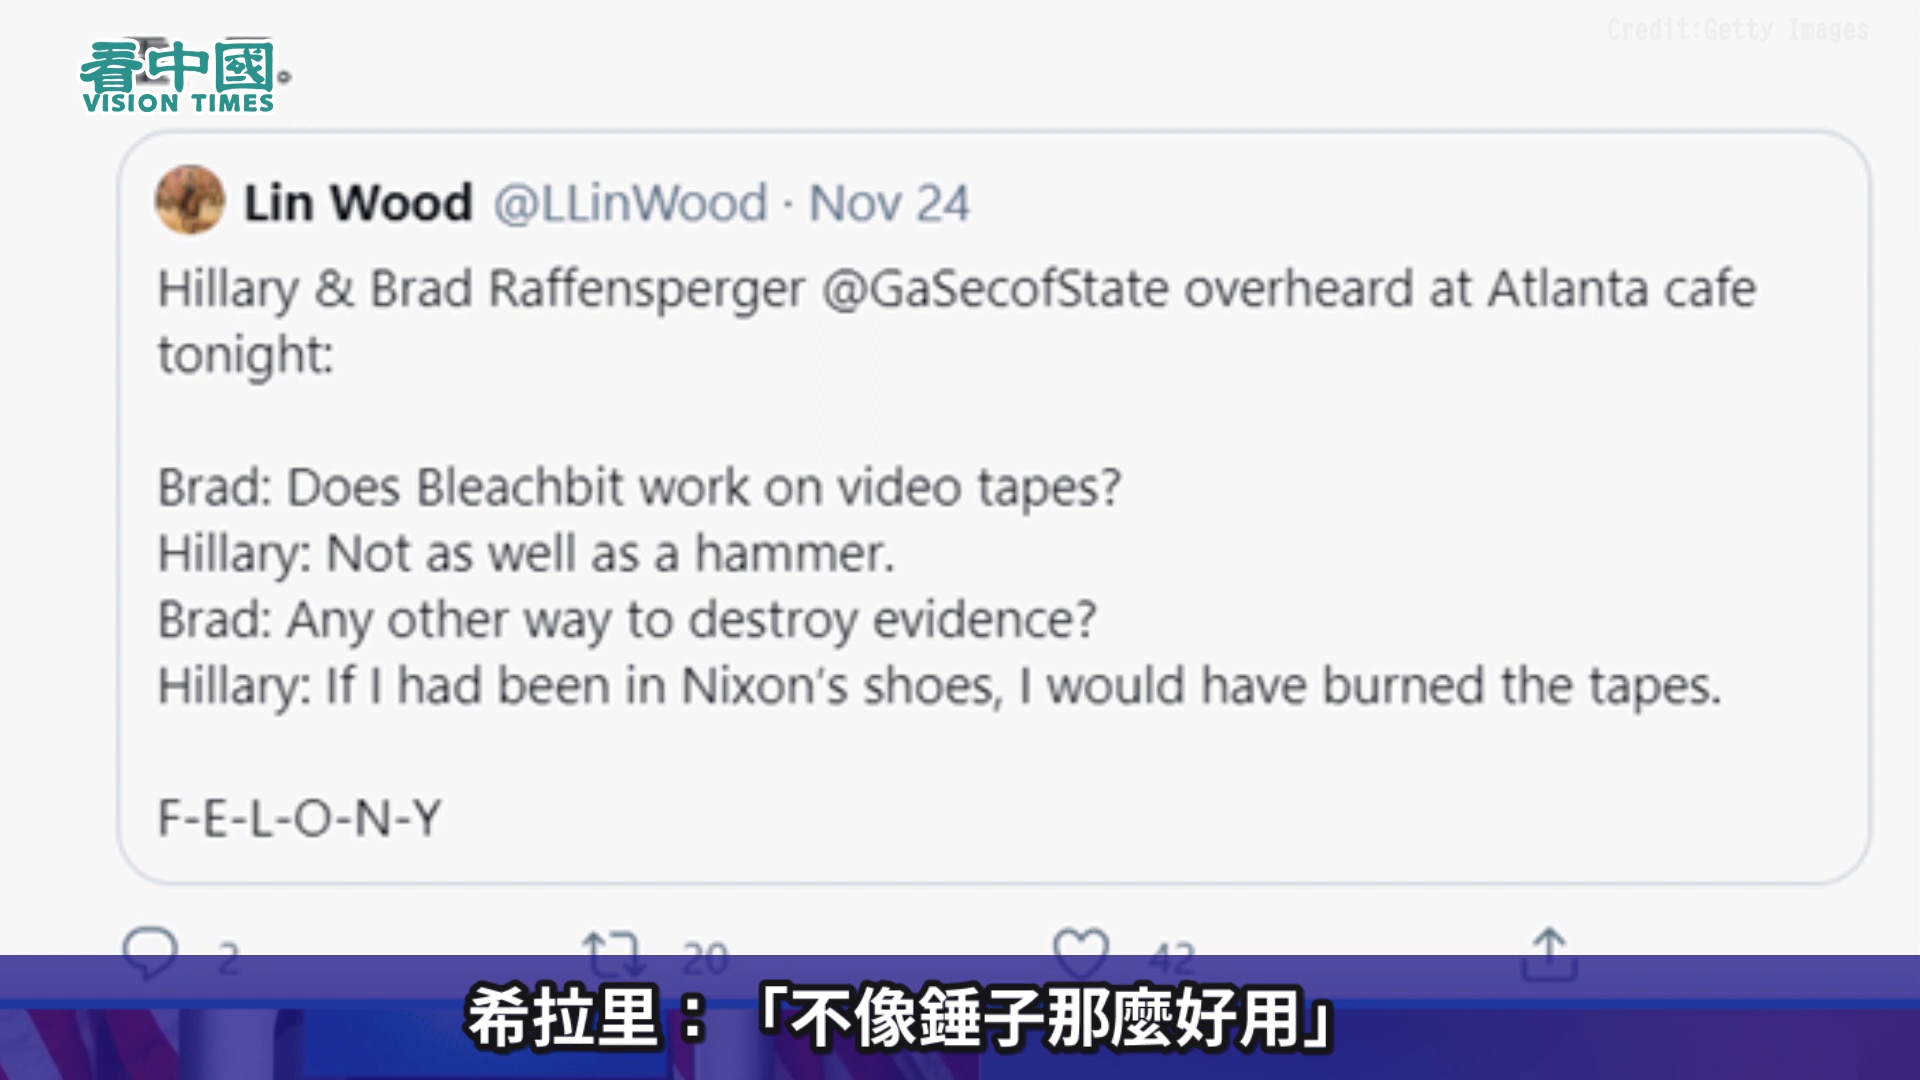 Credit:Getty Images
看中國
VISION TIMES
Lin Wood @LLinWood · Nov 24
Hillary & Brad Raffensperger @GaSecofState overheard at Atlanta cafe
tonight:
Brad: Does Bleachbit work on video tapes?
Hillary: Not as well as a hammer.
Brad: Any other way to destroy evidence?
Hillary: If I had been in Nixon's shoes, I would have burned the tapes.
F-E-L-O-N-Y
2 20 42
希拉里：「不像錘子那麼好用」